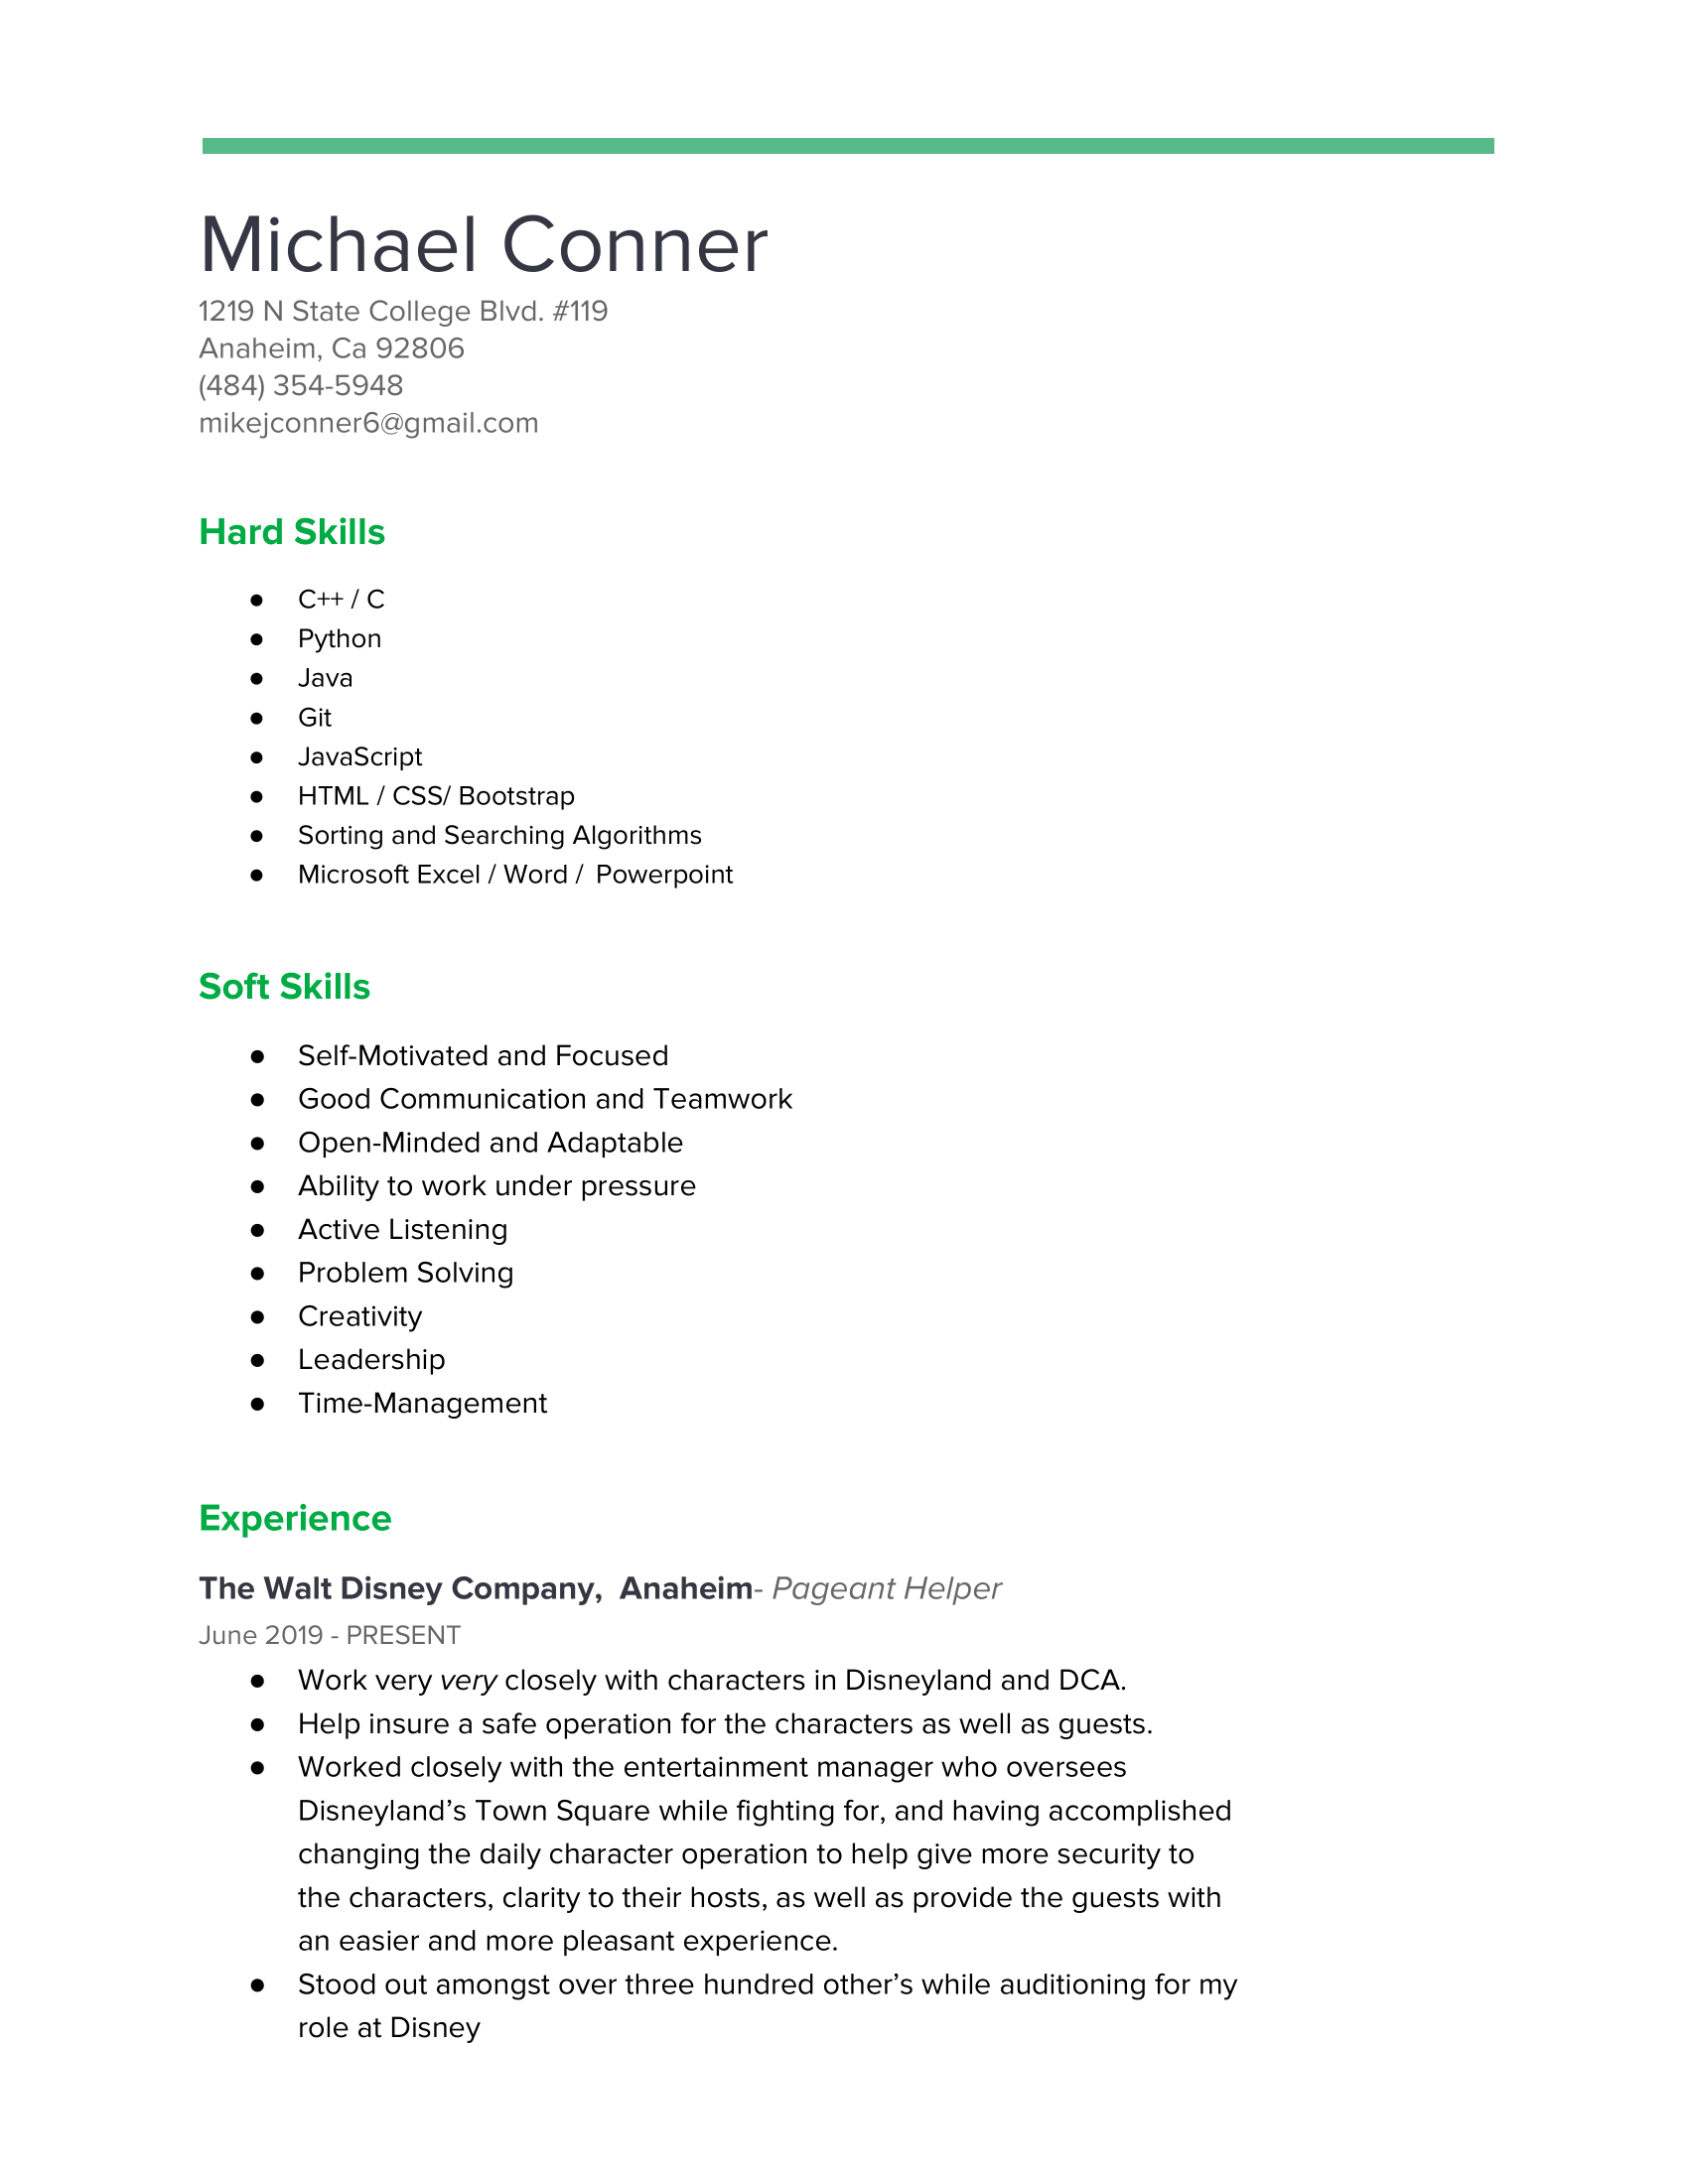 Michael Conner
1219 N State College Blvd. #119
Anaheim, Ca 92806
(484) 354-5948
mikejconner6@gmail.com
Hard Skills
● C++ / C
● Python
● Java
● Git
● JavaScript
● HTML / CSS/ Bootstrap
● Sorting and Searching Algorithms
● Microsoft Excel / Word /  Powerpoint
Soft Skills
● Self-Motivated and Focused
● Good Communication and Teamwork
● Open-Minded and Adaptable
● Ability to work under pressure
● Active Listening
● Problem Solving
● Creativity
● Leadership
● Time-Management
Experience
The Walt Disney Company,  Anaheim- Pageant Helper
June 2019 - PRESENT
● Work very very closely with characters in Disneyland and DCA.
● Help insure a safe operation for the characters as well as guests.
● Worked closely with the entertainment manager who oversees
Disneyland’s Town Square while fighting for, and having accomplished
changing the daily character operation to help give more security to
the characters, clarity to their hosts, as well as provide the guests with
an easier and more pleasant experience.
● Stood out amongst over three hundred other’s while auditioning for my
role at Disney